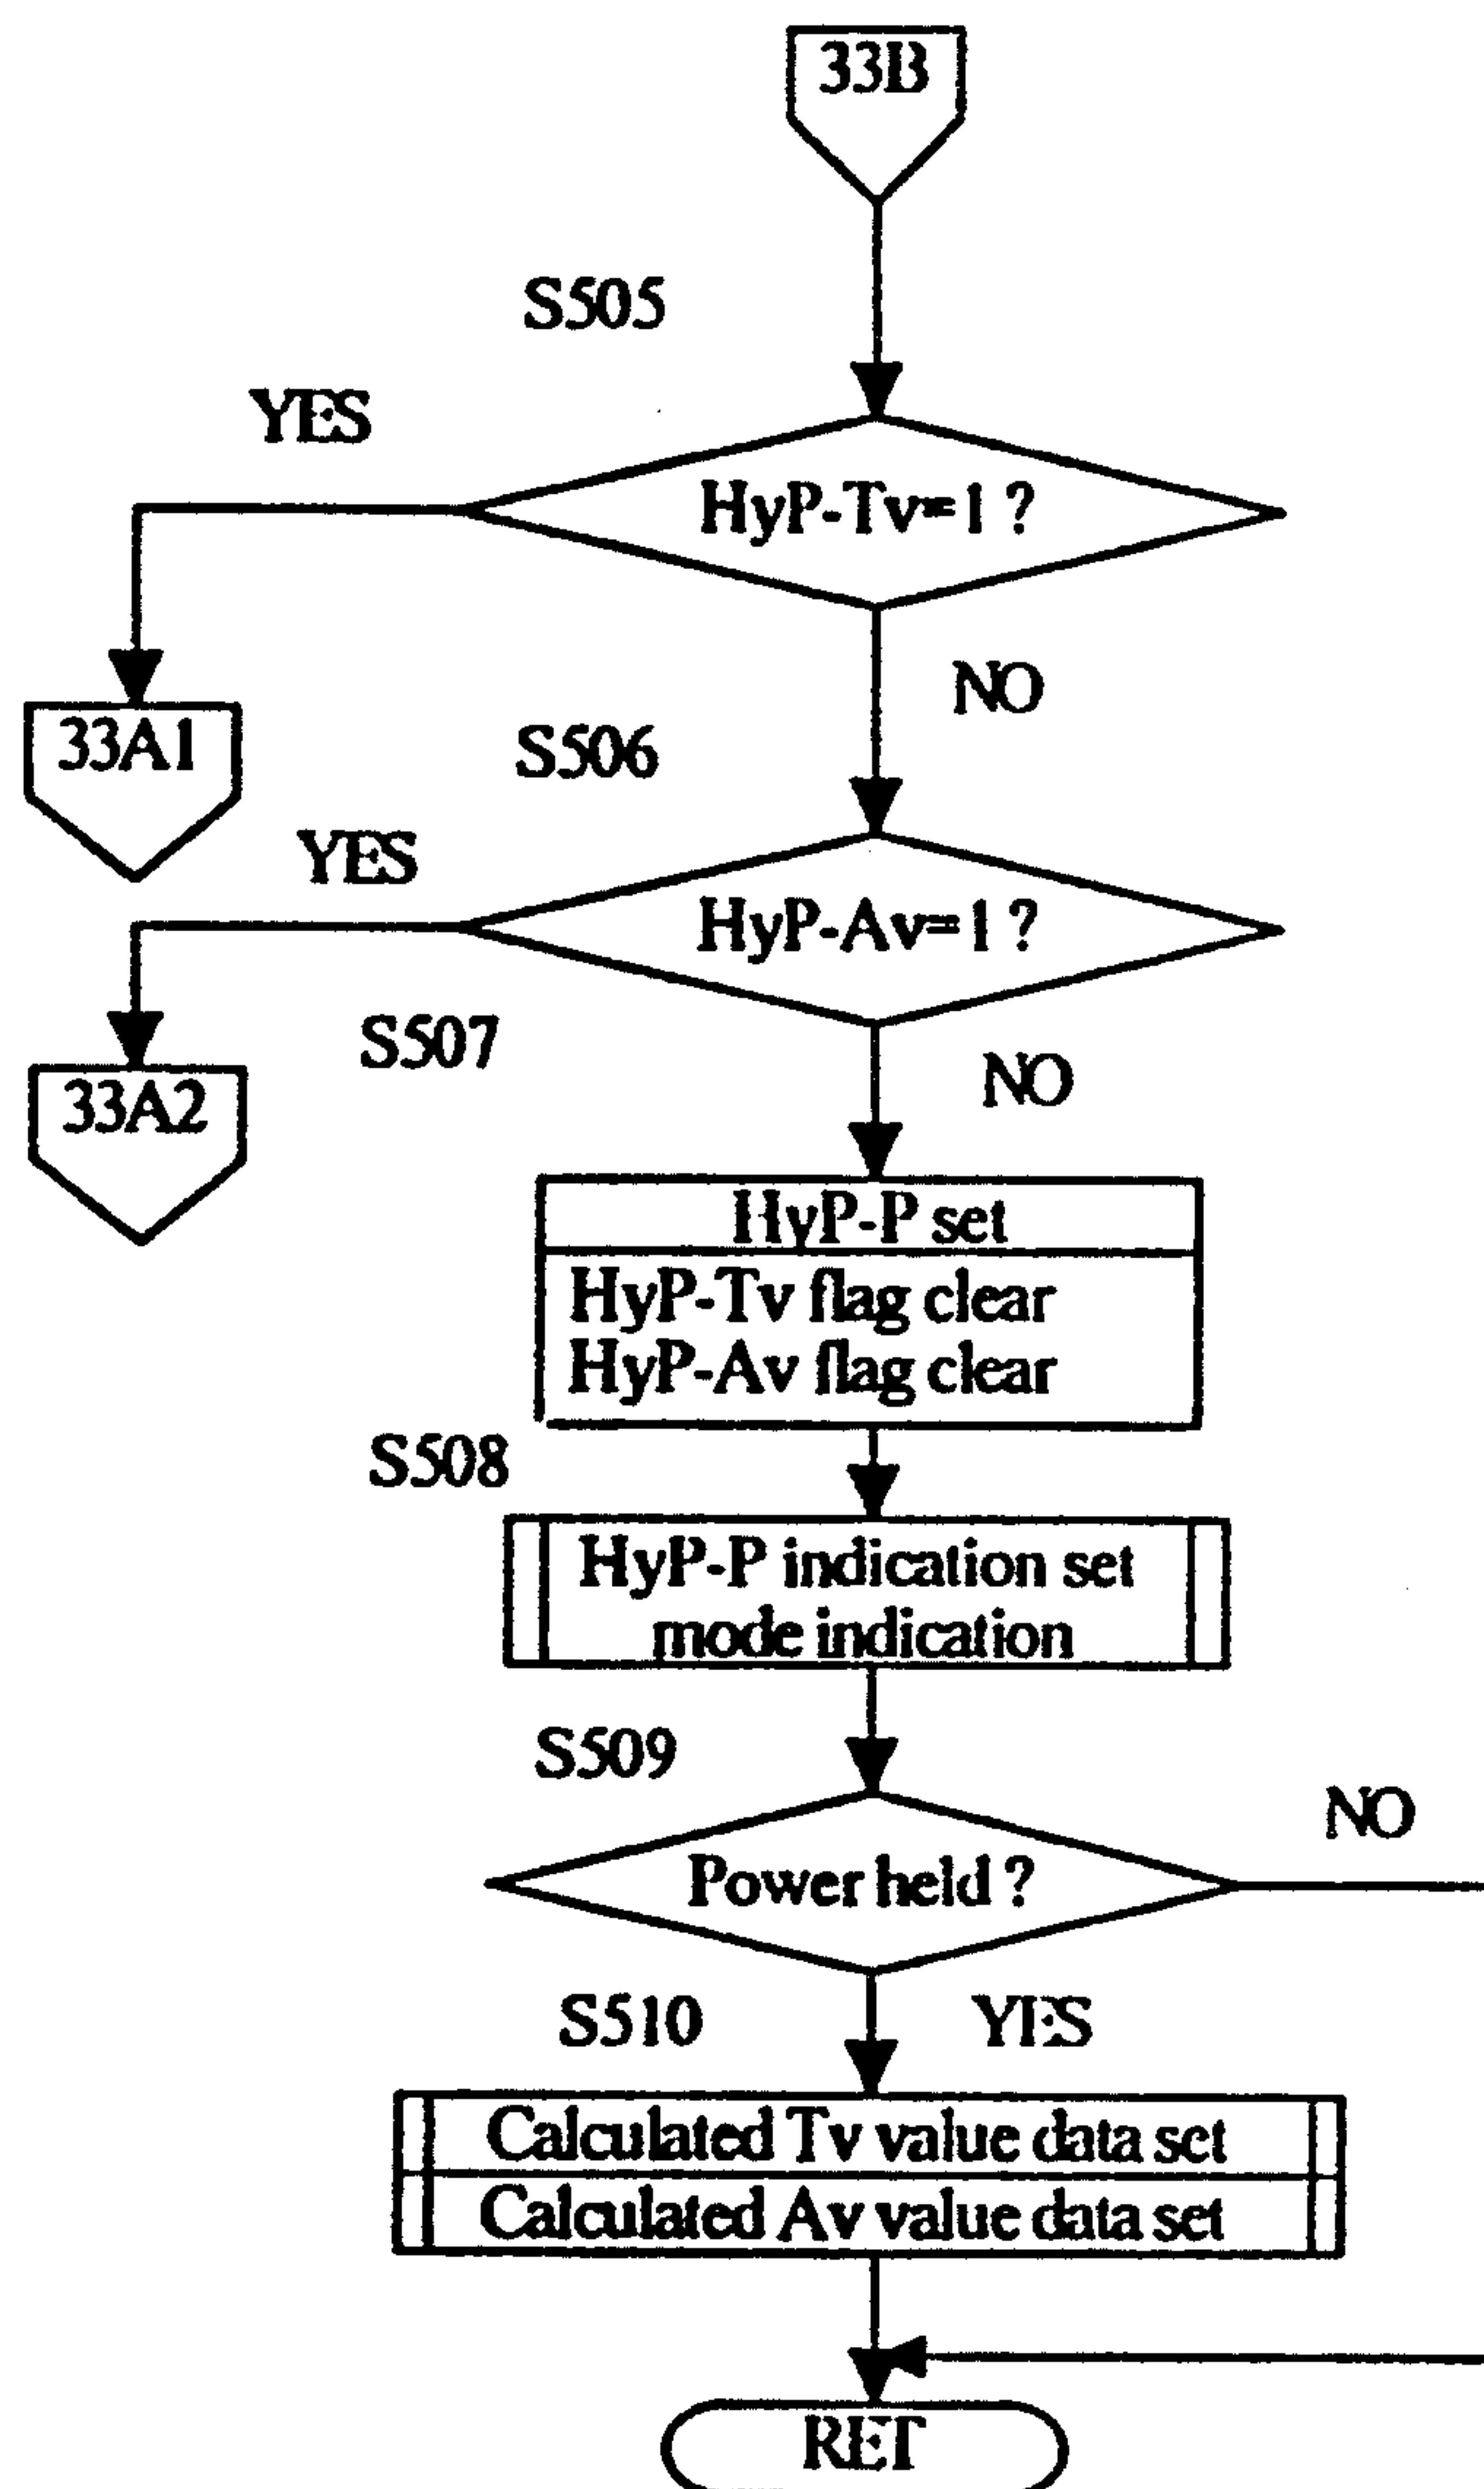 33B
S505
YES
HyP-Tv=1 ?
NO
33A1
S506
YES
HyP-Av=1 ?
S507
NO
33A2
HyP-P set
HyP-Tv flag clear
HyP-Av flag clear
S508
HyP-P indication set
mode indication
S509
NO
Power held ?
S510
YES
Calculated Tv value data set
Calculated Av value data set
RET